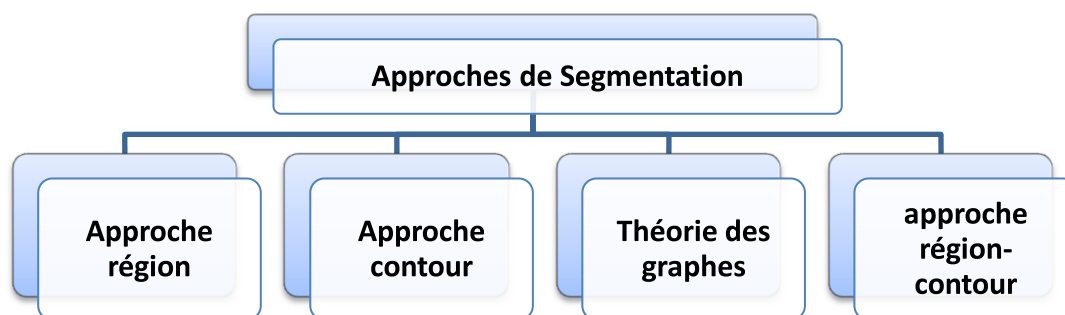 Approches de Segmentation
Approche
région
Approche
contour
Théorie des
graphes
approche
région-
contour